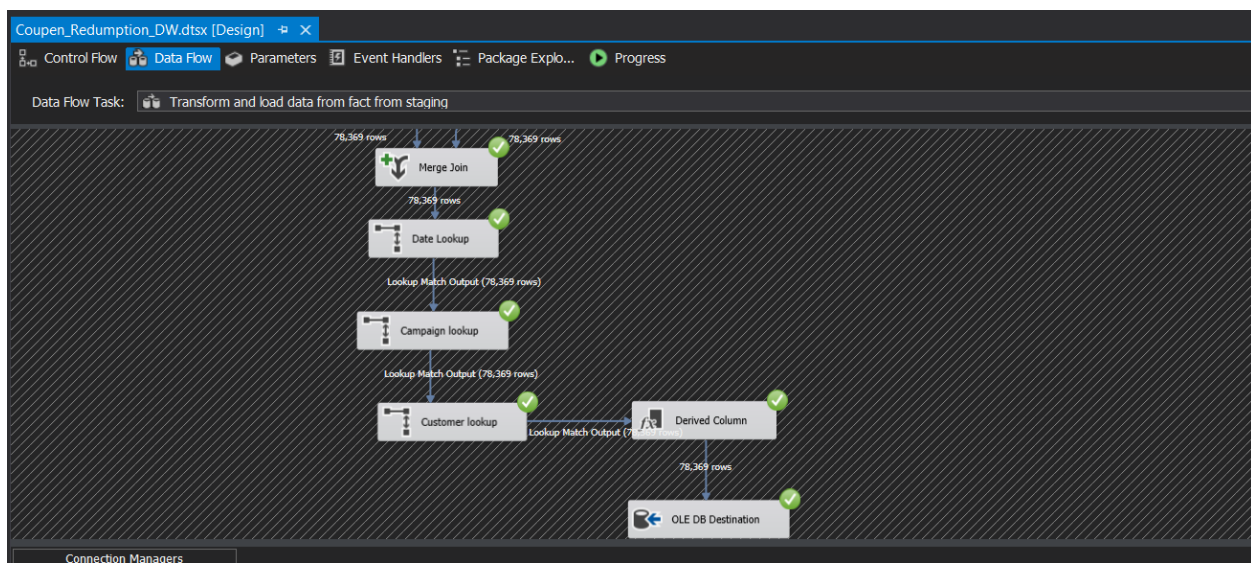 Coupen_Redumption_DW.dtsx [Design]
Control Flow Data Flow Parameters Event Handlers Package Explo... Progress
Data Flow Task: Transform and load data from fact from staging
78,369 rows 78,369 rows
Merge Join
78,369 rows
Date Lookup
Lookup Match Output (78,369 rows)
Campaign lookup
Lookup Match Output (78,369 rows)
Customer lookup Derived Column
Lookup Match Output
78,369 rows
OLE DB Destination
Connection Managers